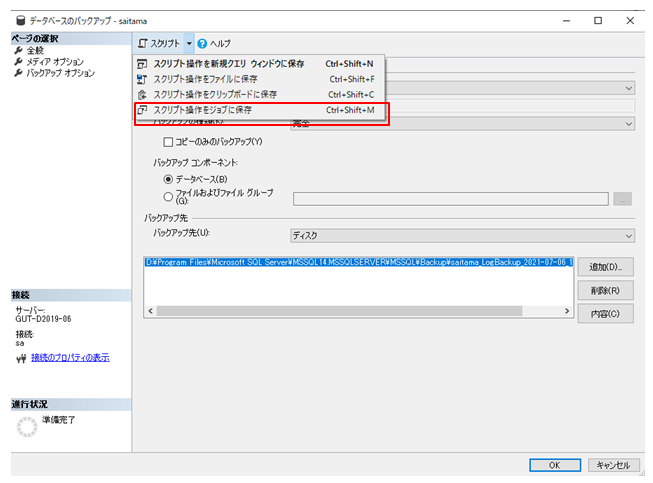 データベースのバックアップ - saitama
ページの選択
全般
メディア オプション
バックアップ オプション
スクリプト
ヘルプ
スクリプト操作を新規クエリ ウィンドウに保存 Ctrl+Shift+N
スクリプト操作をファイルに保存 Ctrl+Shift+F
スクリプト操作をクリップボードに保存 Ctrl+Shift+C
スクリプト操作をジョブに保存 Ctrl+Shift+M
コピーのみのバックアップ(Y)
バックアップ コンポーネント:
データベース(B)
ファイルおよびファイル グループ
(G):
...
バックアップ先
バックアップ先(U):
ディスク
D:¥Program Files¥Microsoft SQL Server¥MSSQL14.MSSQLSERVER¥MSSQL¥Backup¥saitama_LogBackup_2021-07-06_1
追加(D)...
削除(R)
内容(C)
接続
サーバー:
GUT-D2019-06
接続:
sa
接続のプロパティの表示
進行状況
準備完了
OK
キャンセル